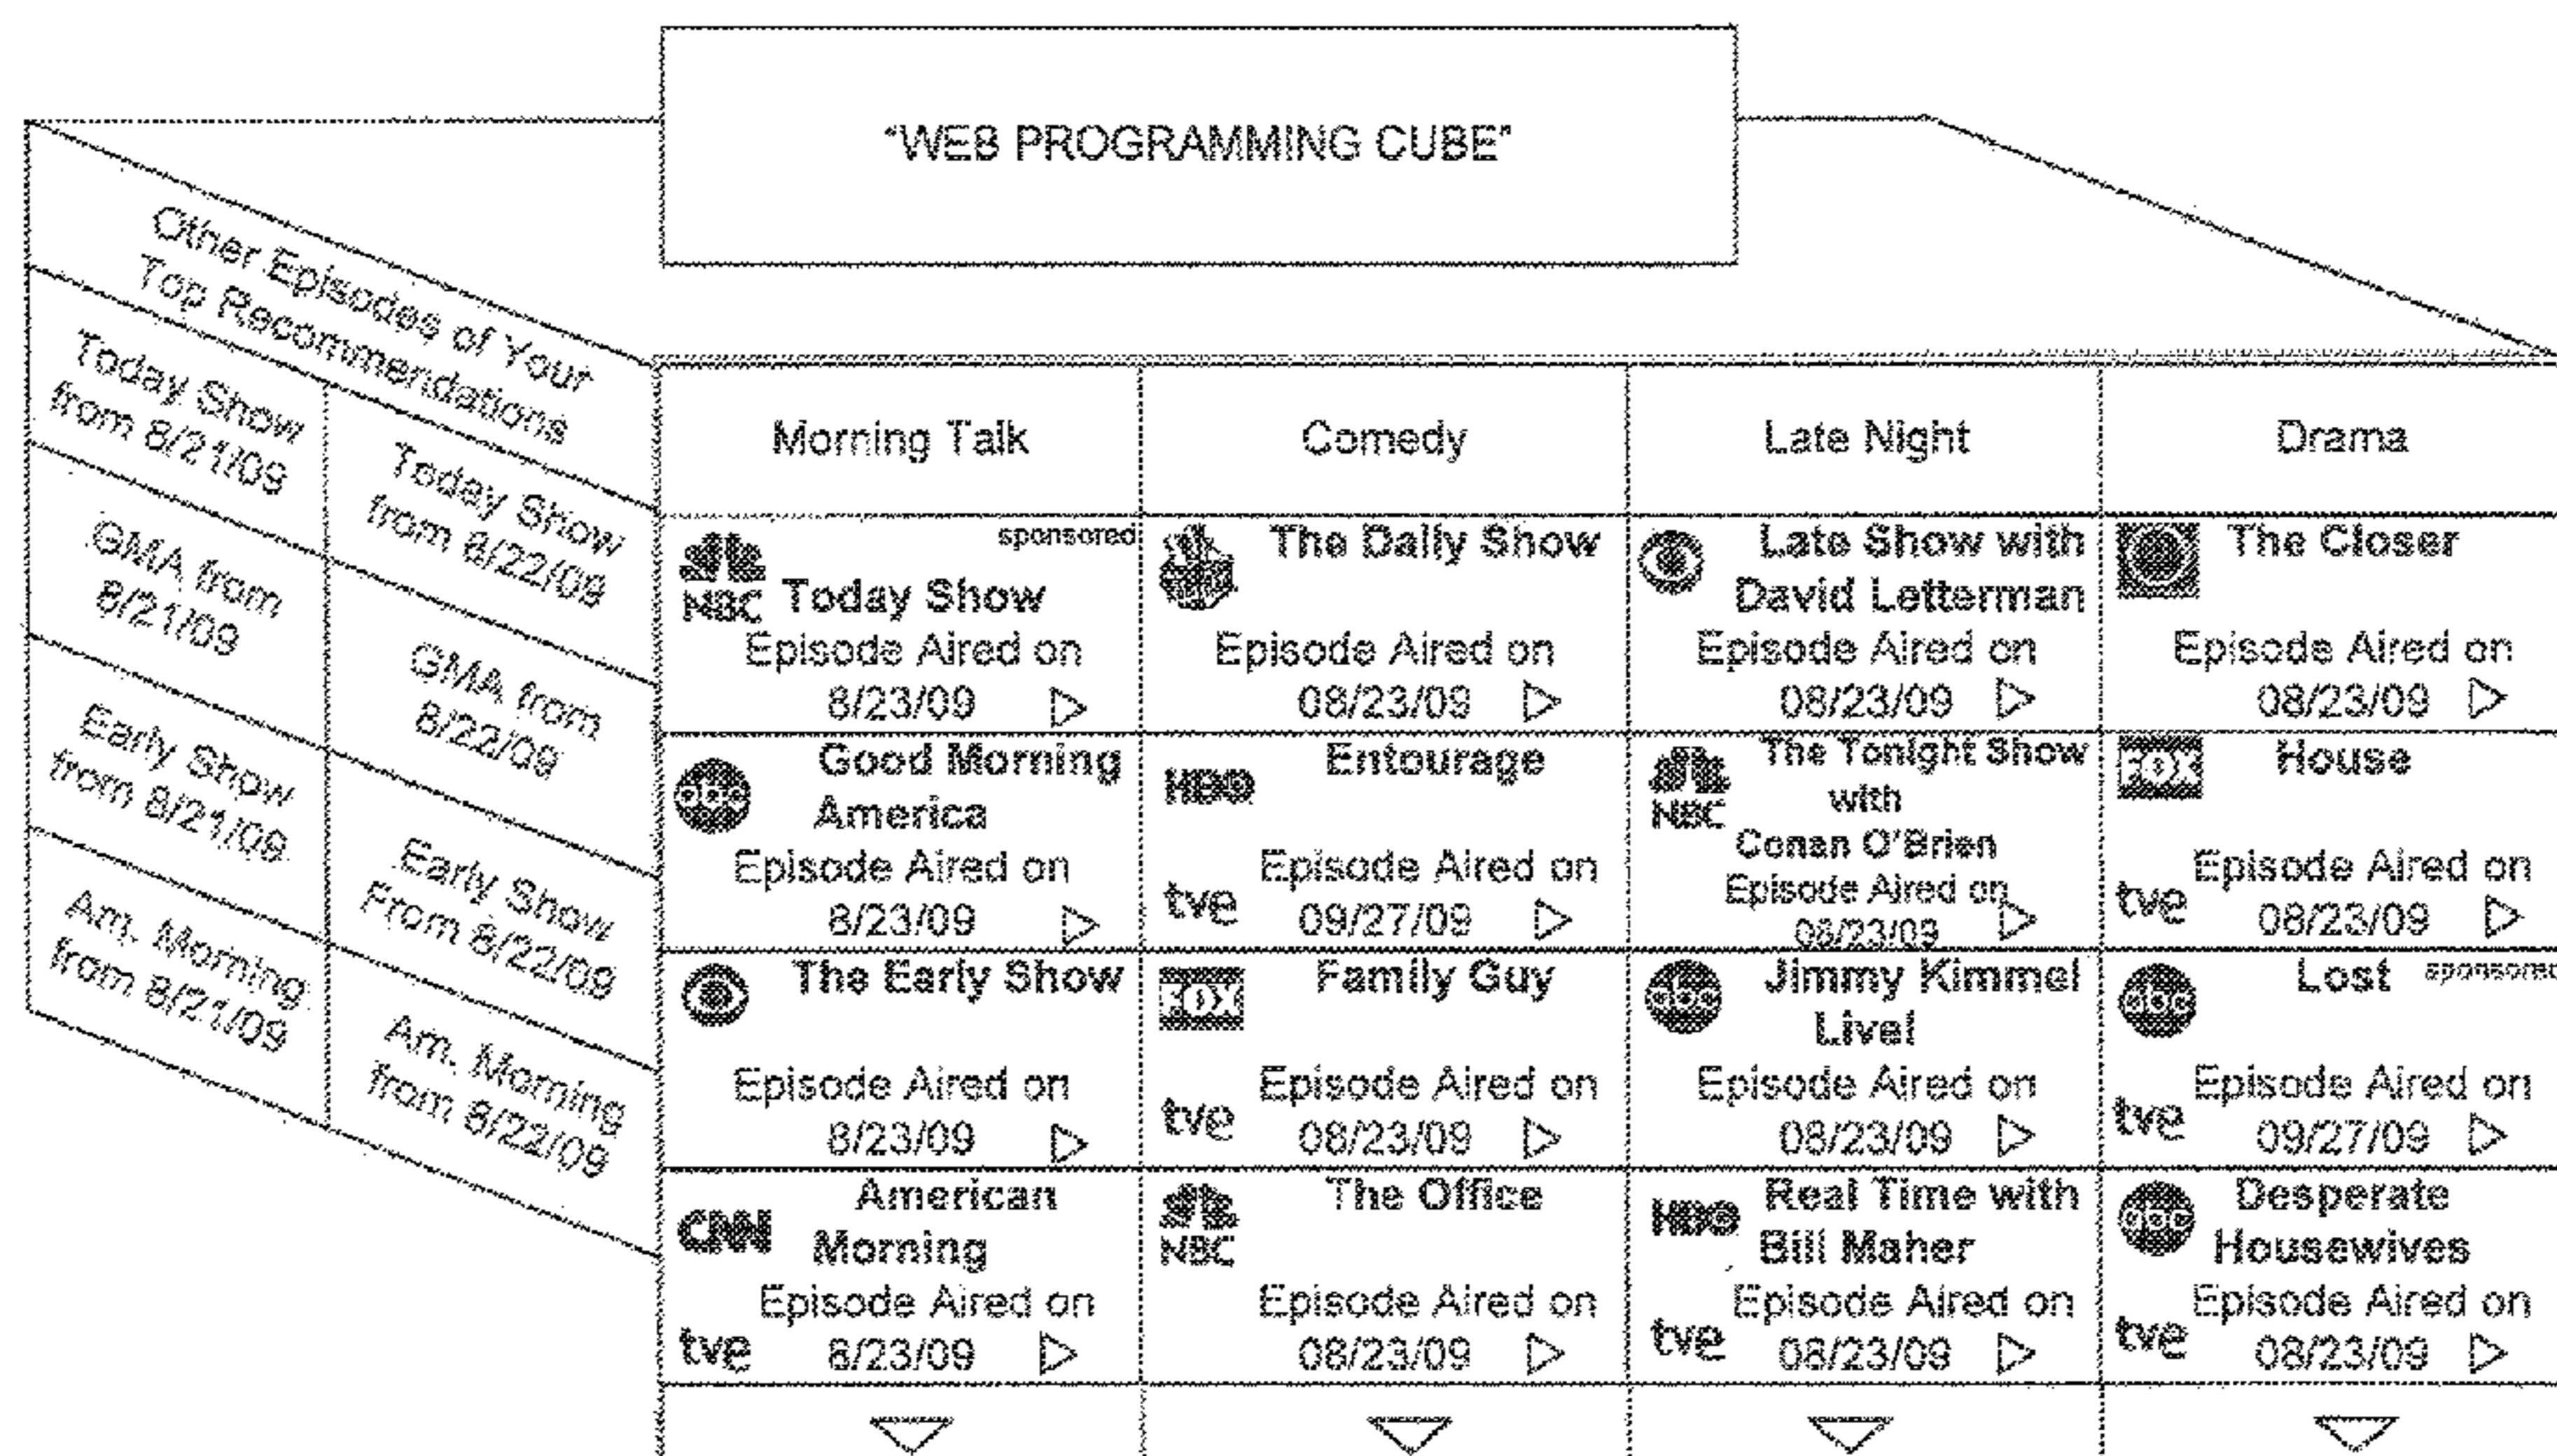 "WEB PROGRAMMING CUBE"
Other Episodes of Your
Top Recommendations
Today Show
from 8/21/09
Today Show
from 8/22/09
GMA from
8/21/09
GMA from
8/22/09
Early Show
from 8/21/09
Early Show
From 8/22/09
Am. Morning
from 8/21/09
Am. Morning
from 8/22/09
Morning Talk
Comedy
Late Night
Drama
sponsored
NBC Today Show
Episode Aired on
8/23/09
The Daily Show
Episode Aired on
08/23/09
Late Show with
David Letterman
Episode Aired on
08/23/09
The Closer
Episode Aired on
08/23/09
abc Good Morning
America
Episode Aired on
8/23/09
HBO Entourage
Episode Aired on
tve 09/27/09
The Tonight Show
with
NBC
Conan O'Brien
Episode Aired on
08/23/09
FOX House
Episode Aired on
tve 08/23/09
The Early Show
Episode Aired on
8/23/09
FOX Family Guy
Episode Aired on
tve 08/23/09
abc Jimmy Kimmel
Live!
Episode Aired on
08/23/09
abc Lost sponsored
Episode Aired on
tve 09/27/09
CNN American
Morning
Episode Aired on
tve 8/23/09
NBC The Office
Episode Aired on
08/23/09
HBO Real Time with
Bill Maher
Episode Aired on
tve 08/23/09
abc Desperate
Housewives
Episode Aired on
tve 08/23/09